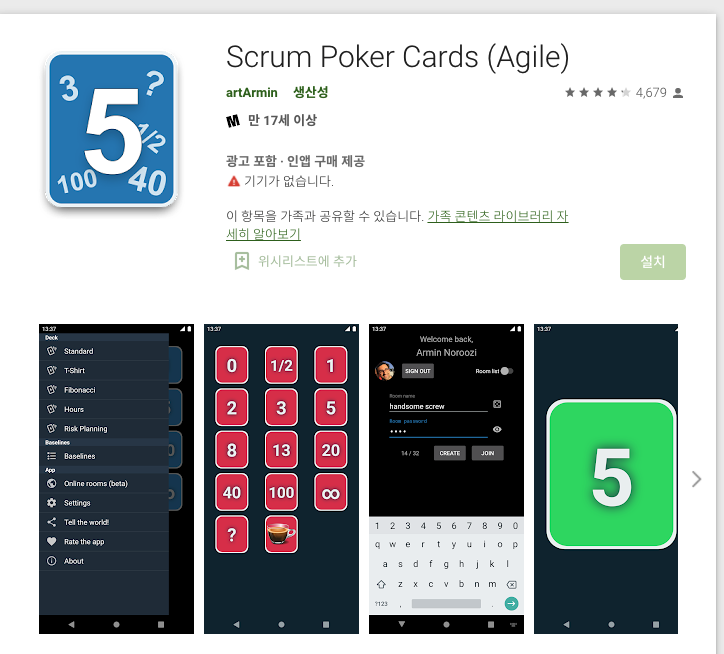 3
?
5
1/2
100
40
Scrum Poker Cards (Agile)
artArmin 생산성
4,679
만 17세 이상
광고 포함 · 인앱 구매 제공
기기가 없습니다.
이 항목을 가족과 공유할 수 있습니다. 가족 콘텐츠 라이브러리 자
세히 알아보기
위시리스트에 추가
설치
13:37
Deck
Standard
T-Shirt
Fibonacci
Hours
Risk Planning
Baselines
Baselines
App
Online rooms (beta)
Settings
Tell the world!
Rate the app
About
13:37
0 1/2 1
2 3 5
8 13 20
40 100 ∞
?
13:37
Welcome back,
Armin Noroozi
SIGN OUT
Room list
Room name
handsome screw
Room password
••••
14 / 32
CREATE
JOIN
1 2 3 4 5 6 7 8 9 0
q w e r t y u i o p
a s d f g h j k l
z x c v b n m
?123 , .
13:37
5